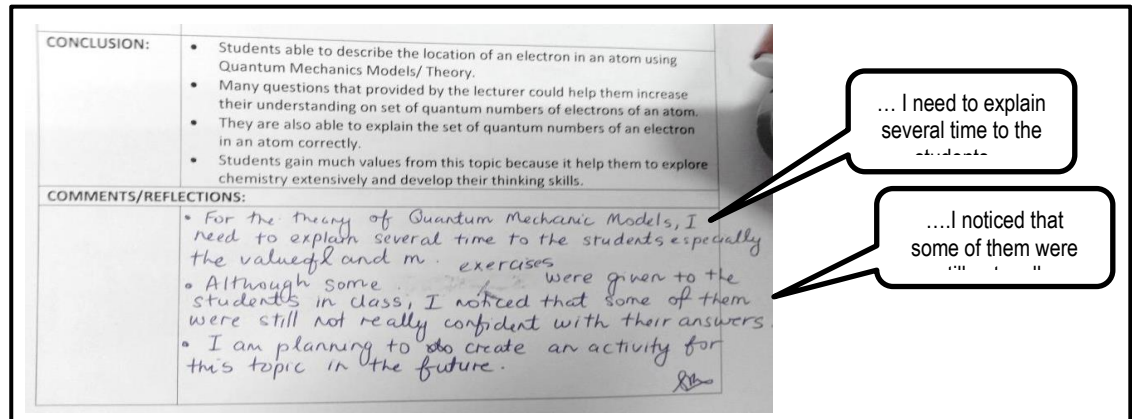 CONCLUSION:
• Students able to describe the location of an electron in an atom using
Quantum Mechanics Models/ Theory.
• Many questions that provided by the lecturer could help them increase
their understanding on set of quantum numbers of electrons of an atom.
• They are also able to explain the set of quantum numbers of an electron
in an atom correctly.
• Students gain much values from this topic because it help them to explore
chemistry extensively and develop their thinking skills.
COMMENTS/REFLECTIONS:
• For the theory of Quantum Mechanic Models, I
need to explain several time to the students especially
the value of l and m.
• Although some exercises were given to the
students in class, I noticed that some of them
were still not really confident with their answers.
• I am planning to create an activity for
this topic in the future.
… I need to explain
several time to the
….I noticed that
some of them were